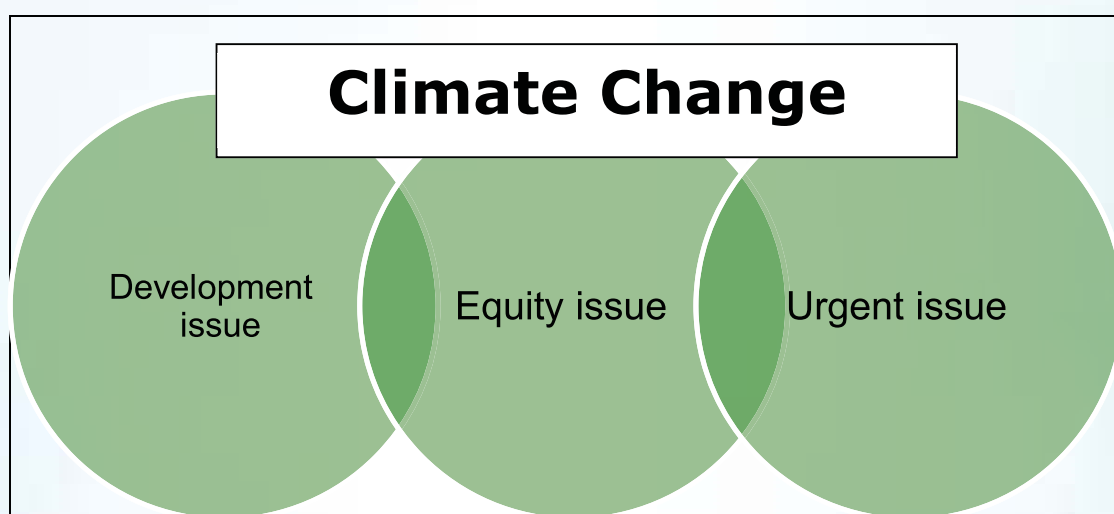 Climate Change
Development
issue
Equity issue
Urgent issue